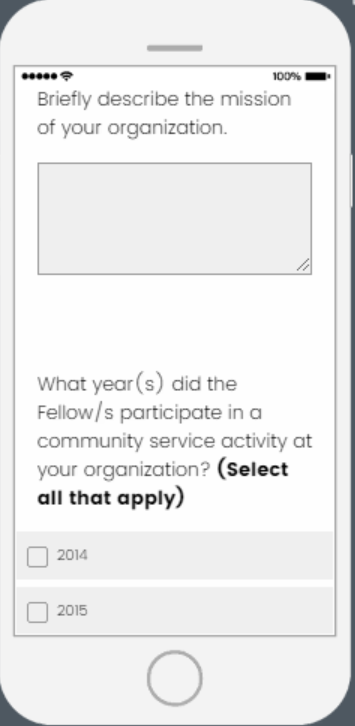 100%
Briefly describe the mission
of your organization.
What year(s) did the
Fellow/s participate in a
community service activity at
your organization? (Select
all that apply)
2014
2015